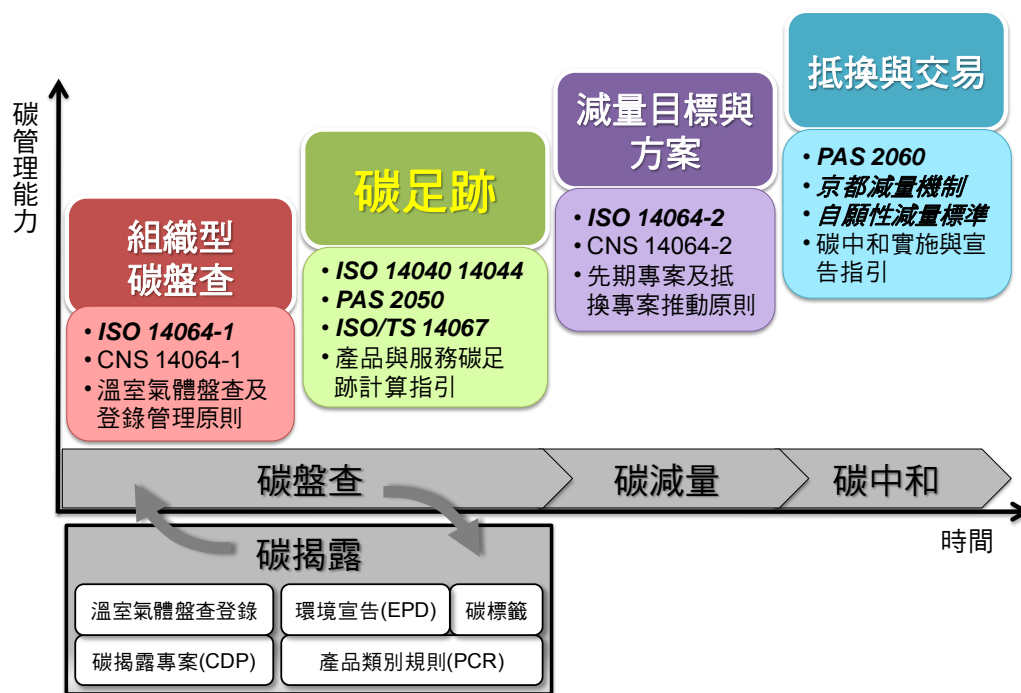 碳管理能力
組織型
碳盤查
• ISO 14064-1
• CNS 14064-1
• 溫室氣體盤查及
登錄管理原則
碳足跡
• ISO 14040 14044
• PAS 2050
• ISO/TS 14067
• 產品與服務碳足
跡計算指引
減量目標與
方案
• ISO 14064-2
• CNS 14064-2
• 先期專案及抵
換專案推動原則
抵換與交易
• PAS 2060
• 京都減量機制
• 自願性減量標準
• 碳中和實施與宣
告指引
碳盤查
碳減量
碳中和
時間
碳揭露
溫室氣體盤查登錄
環境宣告(EPD)
碳標籤
碳揭露專案(CDP)
產品類別規則(PCR)